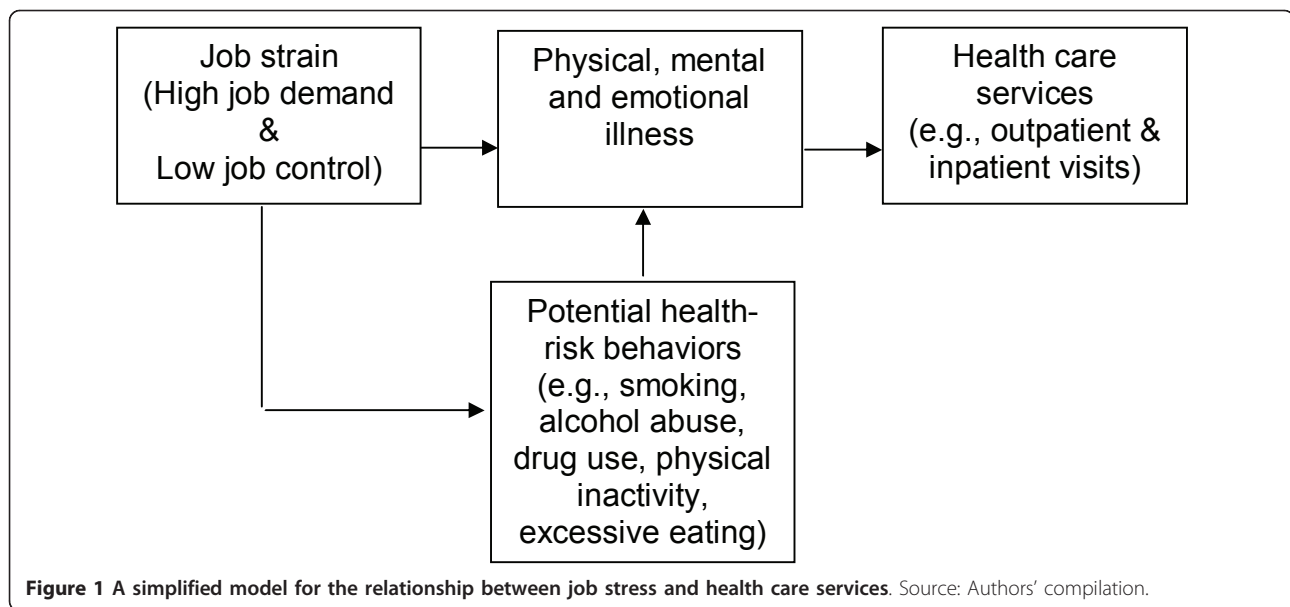 Job strain
(High job demand
&
Low job control)
Physical, mental
and emotional
illness
Health care
services
(e.g., outpatient &
inpatient visits)
Potential health-
risk behaviors
(e.g., smoking,
alcohol abuse,
drug use, physical
inactivity,
excessive eating)
Figure 1 A simplified model for the relationship between job stress and health care services. Source: Authors' compilation.